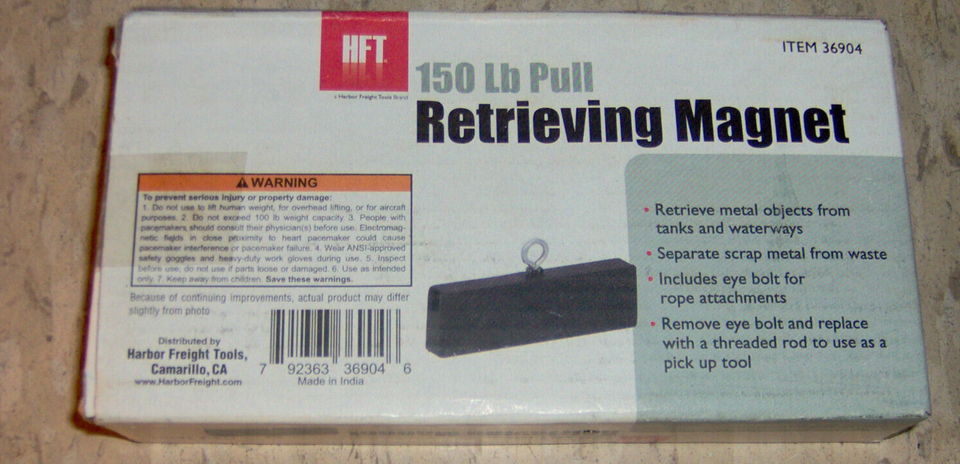 HFT
a Harbor Freight Tools Brand
ITEM 36904
150 Lb Pull
Retrieving Magnet
WARNING
To prevent serious injury or property damage:
1. Do not use to lift human weight, for overhead lifting, or for aircraft
purposes. 2. Do not exceed 100 lb weight capacity. 3. People with
pacemakers should consult their physician(s) before use. Electromag-
netic fields in close proximity to heart pacemaker could cause
pacemaker interference or pacemaker failure. 4. Wear ANSI-approved
safety goggles and heavy-duty work gloves during use. 5. Inspect
before use; do not use if parts loose or damaged. 6. Use as intended
only. 7. Keep away from children. Save these warnings.
Because of continuing improvements, actual product may differ
slightly from photo
Distributed by
Harbor Freight Tools,
Camarillo, CA
www.HarborFreight.com
7 92363 36904 6
Made in India
• Retrieve metal objects from
tanks and waterways
• Separate scrap metal from waste
• Includes eye bolt for
rope attachments
• Remove eye bolt and replace
with a threaded rod to use as a
pick up tool